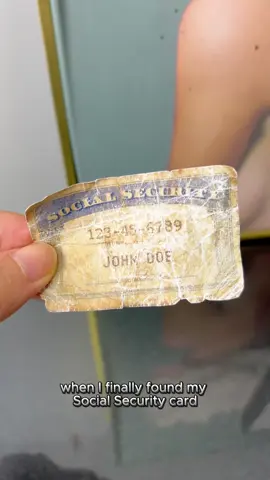 SOCIAL SECURITY
123-45-6789
JOHN DOE
when I finally found my
Social Security card